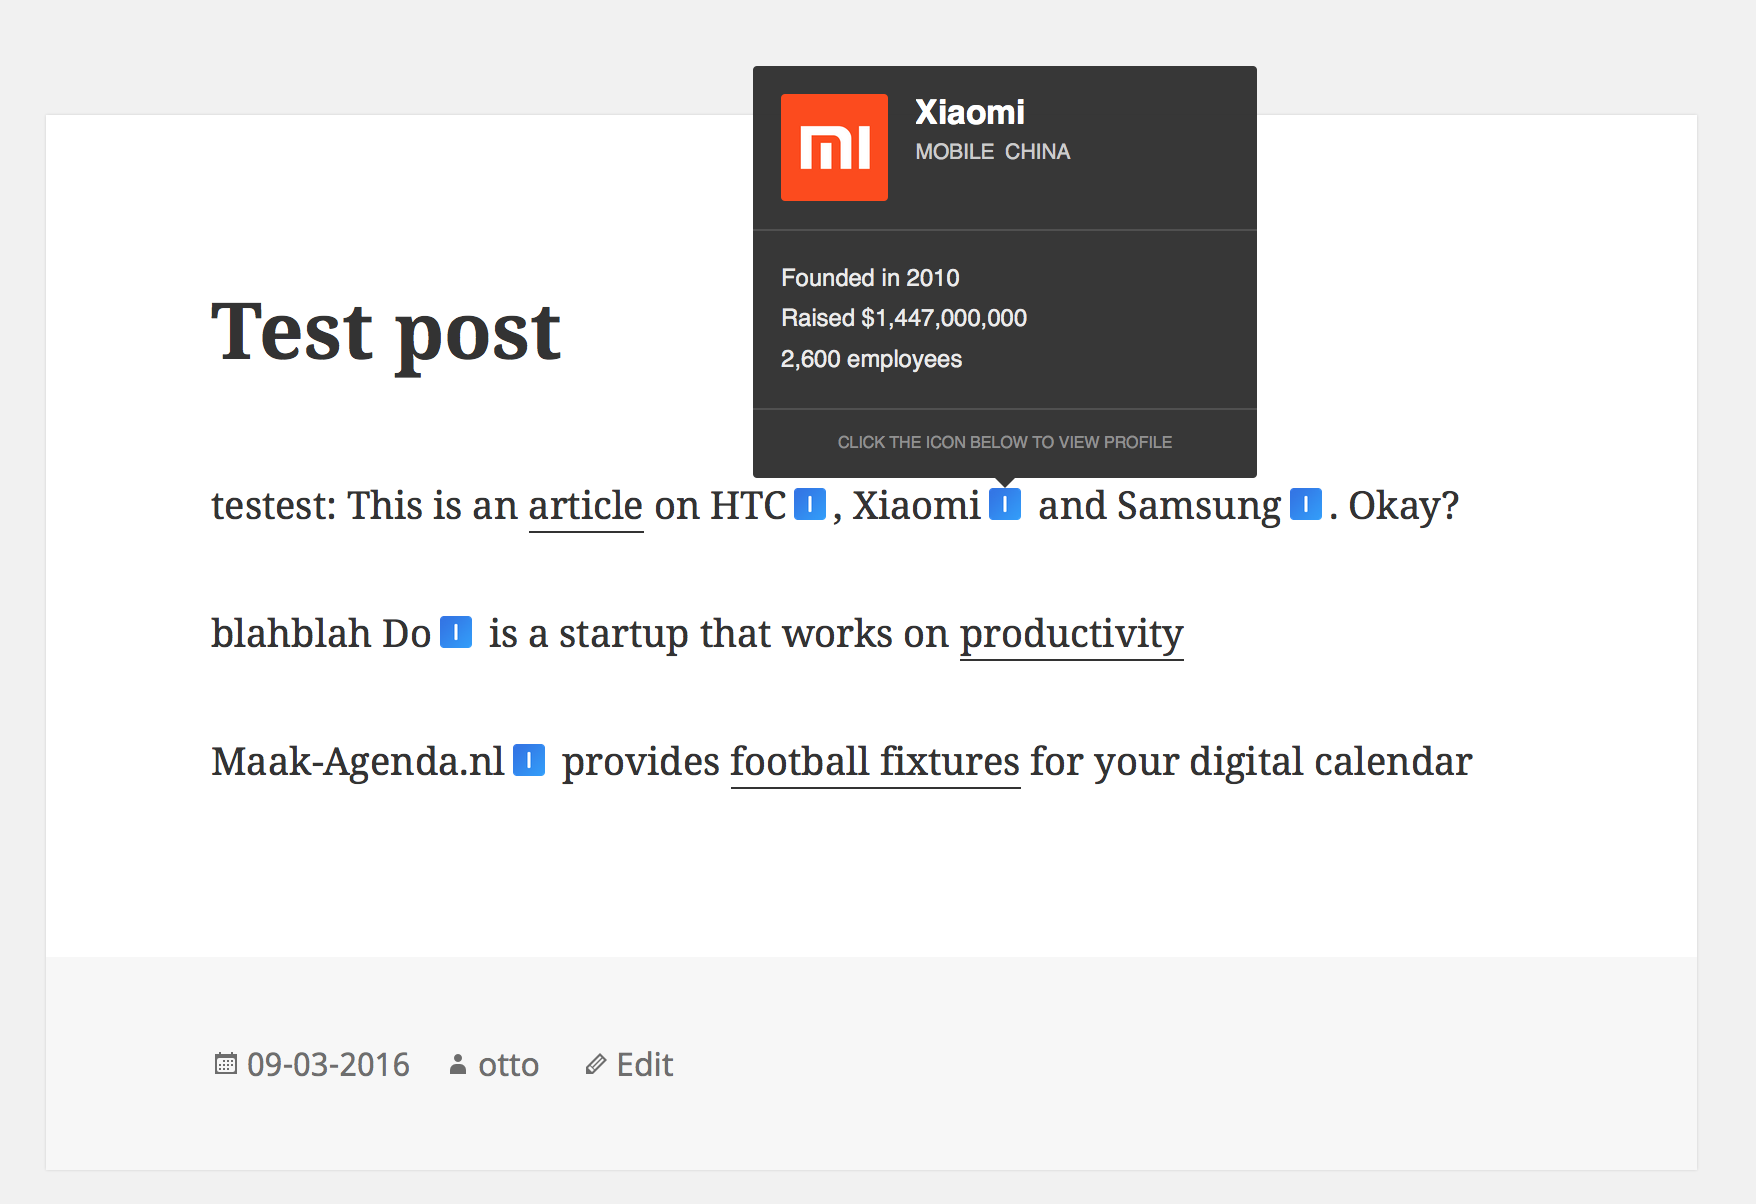 Xiaomi
MOBILE CHINA
Founded in 2010
Raised $1,447,000,000
2,600 employees
CLICK THE ICON BELOW TO VIEW PROFILE
Test post
testest: This is an article on HTC, Xiaomi and Samsung. Okay?
blahblah Do is a startup that works on productivity
Maak-Agenda.nl provides football fixtures for your digital calendar
09-03-2016 otto Edit